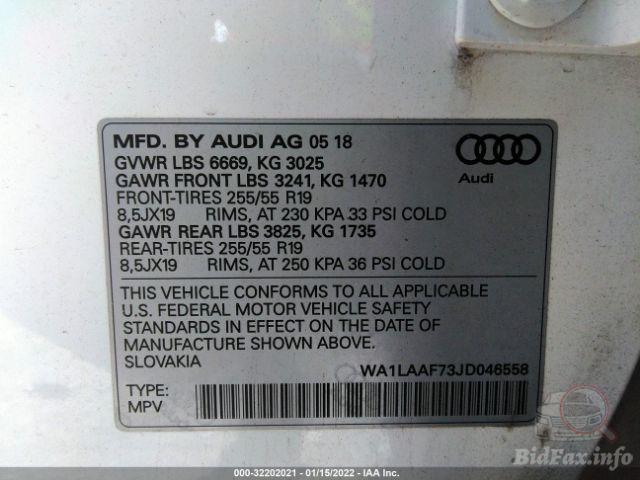 MFD. BY AUDI AG 05 18
GVWR LBS 6669, KG 3025
GAWR FRONT LBS 3241, KG 1470
FRONT-TIRES 255/55 R19
8,5JX19 RIMS, AT 230 KPA 33 PSI COLD
GAWR REAR LBS 3825, KG 1735
REAR-TIRES 255/55 R19
8,5JX19 RIMS, AT 250 KPA 36 PSI COLD
Audi
THIS VEHICLE CONFORMS TO ALL APPLICABLE
U.S. FEDERAL MOTOR VEHICLE SAFETY
STANDARDS IN EFFECT ON THE DATE OF
MANUFACTURE SHOWN ABOVE.
SLOVAKIA
WA1LAAF73JD046558
TYPE:
MPV
BidFax.info
000-32202021 - 01/15/2022 - IAA Inc.